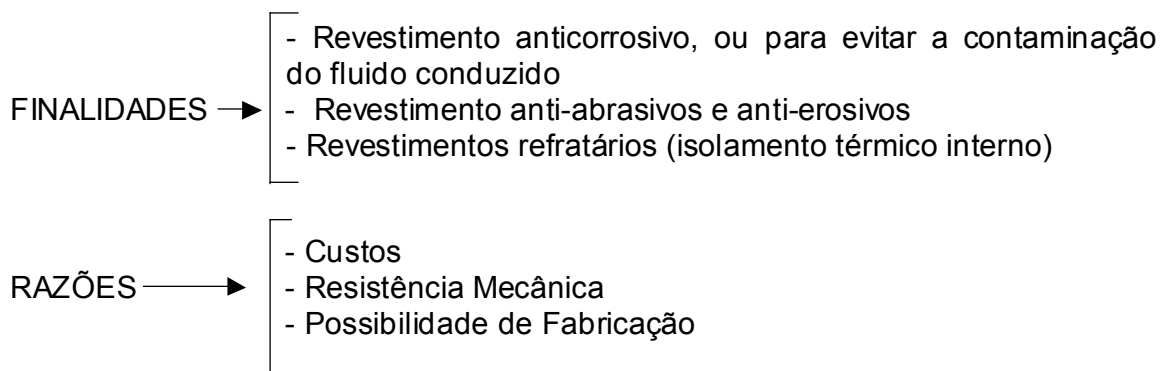 - Revestimento anticorrosivo, ou para evitar a contaminação
do fluido conduzido
FINALIDADES
- Revestimento anti-abrasivos e anti-erosivos
- Revestimentos refratários (isolamento térmico interno)
- Custos
RAZÕES
- Resistência Mecânica
- Possibilidade de Fabricação